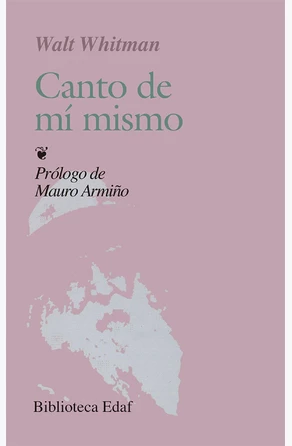 Walt Whitman
Canto de
mí mismo
❦
Prólogo de
Mauro Armiño
Biblioteca Edaf